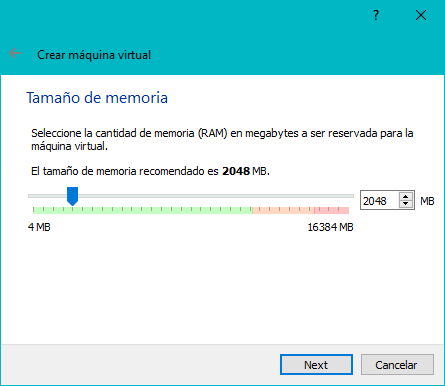 ?
Crear máquina virtual
Tamaño de memoria
Seleccione la cantidad de memoria (RAM) en megabytes a ser reservada para la
máquina virtual.
El tamaño de memoria recomendado es 2048 MB.
2048 MB
4 MB 16384 MB
Next Cancelar